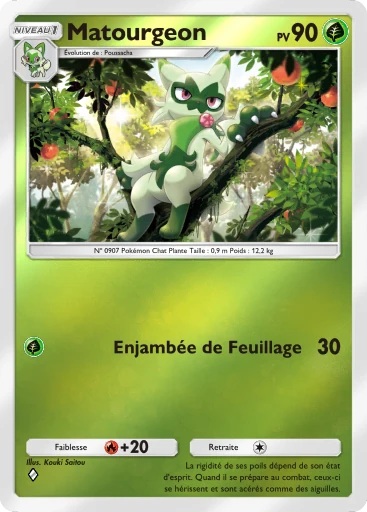 NIVEAU 1
Matourgeon
PV 90
Évolution de : Poussacha
N° 0907 Pokémon Chat Plante Taille : 0,9 m Poids : 12,2 kg
Enjambée de Feuillage 30
Faiblesse +20 Retraite
Illus. Kouki Saitou
La rigidité de ses poils dépend de son état
d'esprit. Quand il se prépare au combat, ceux-ci
se hérissent et sont acérés comme des aiguilles.